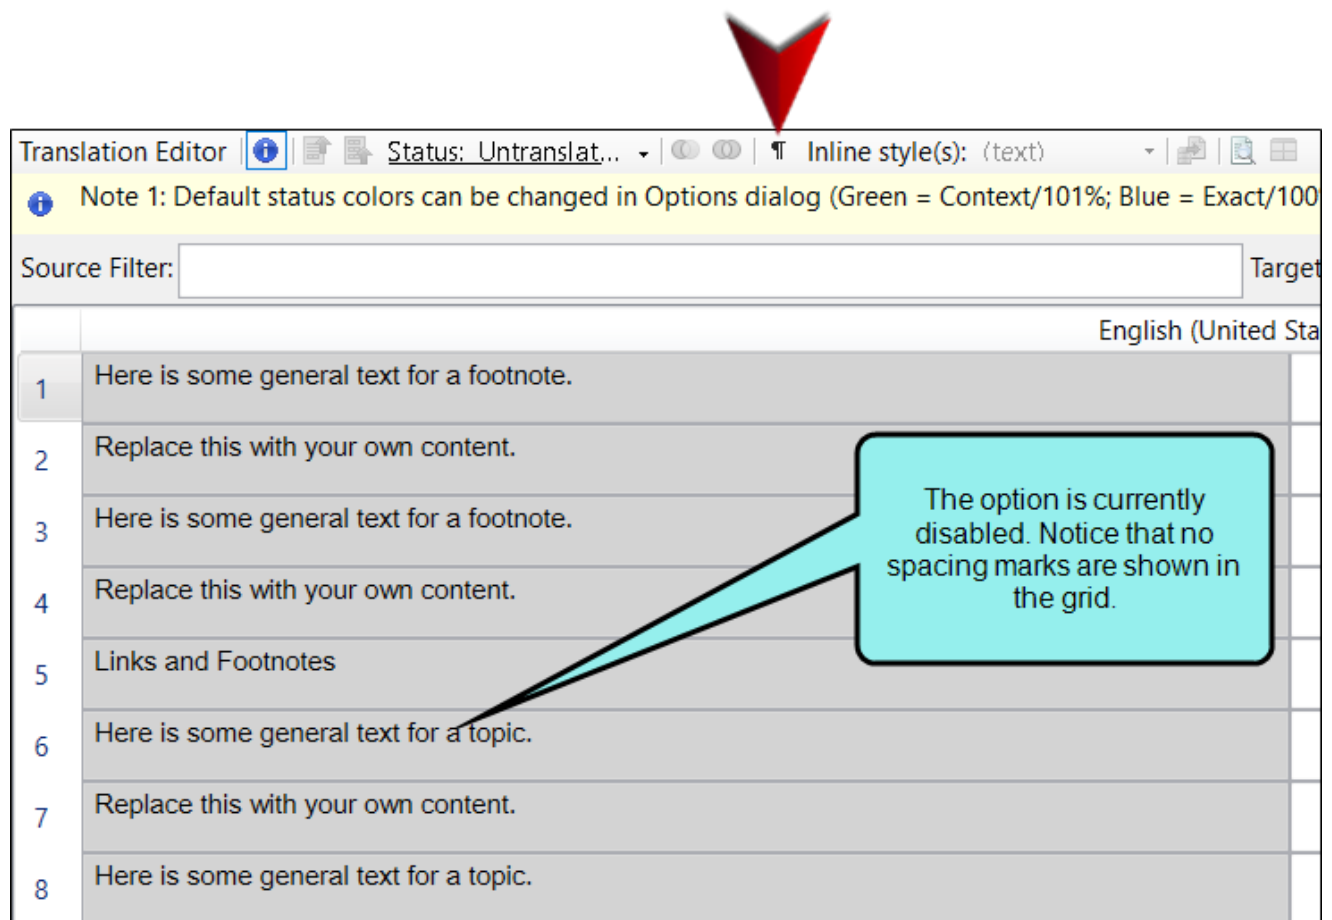 Translation Editor Status: Untranslat... ¶ Inline style(s): (text)
Note 1: Default status colors can be changed in Options dialog (Green = Context/101%; Blue = Exact/100
Source Filter: Target
English (United Sta
1 Here is some general text for a footnote.
2 Replace this with your own content.
3 Here is some general text for a footnote.
4 Replace this with your own content.
5 Links and Footnotes
6 Here is some general text for a topic.
7 Replace this with your own content.
8 Here is some general text for a topic.
The option is currently
disabled. Notice that no
spacing marks are shown in
the grid.